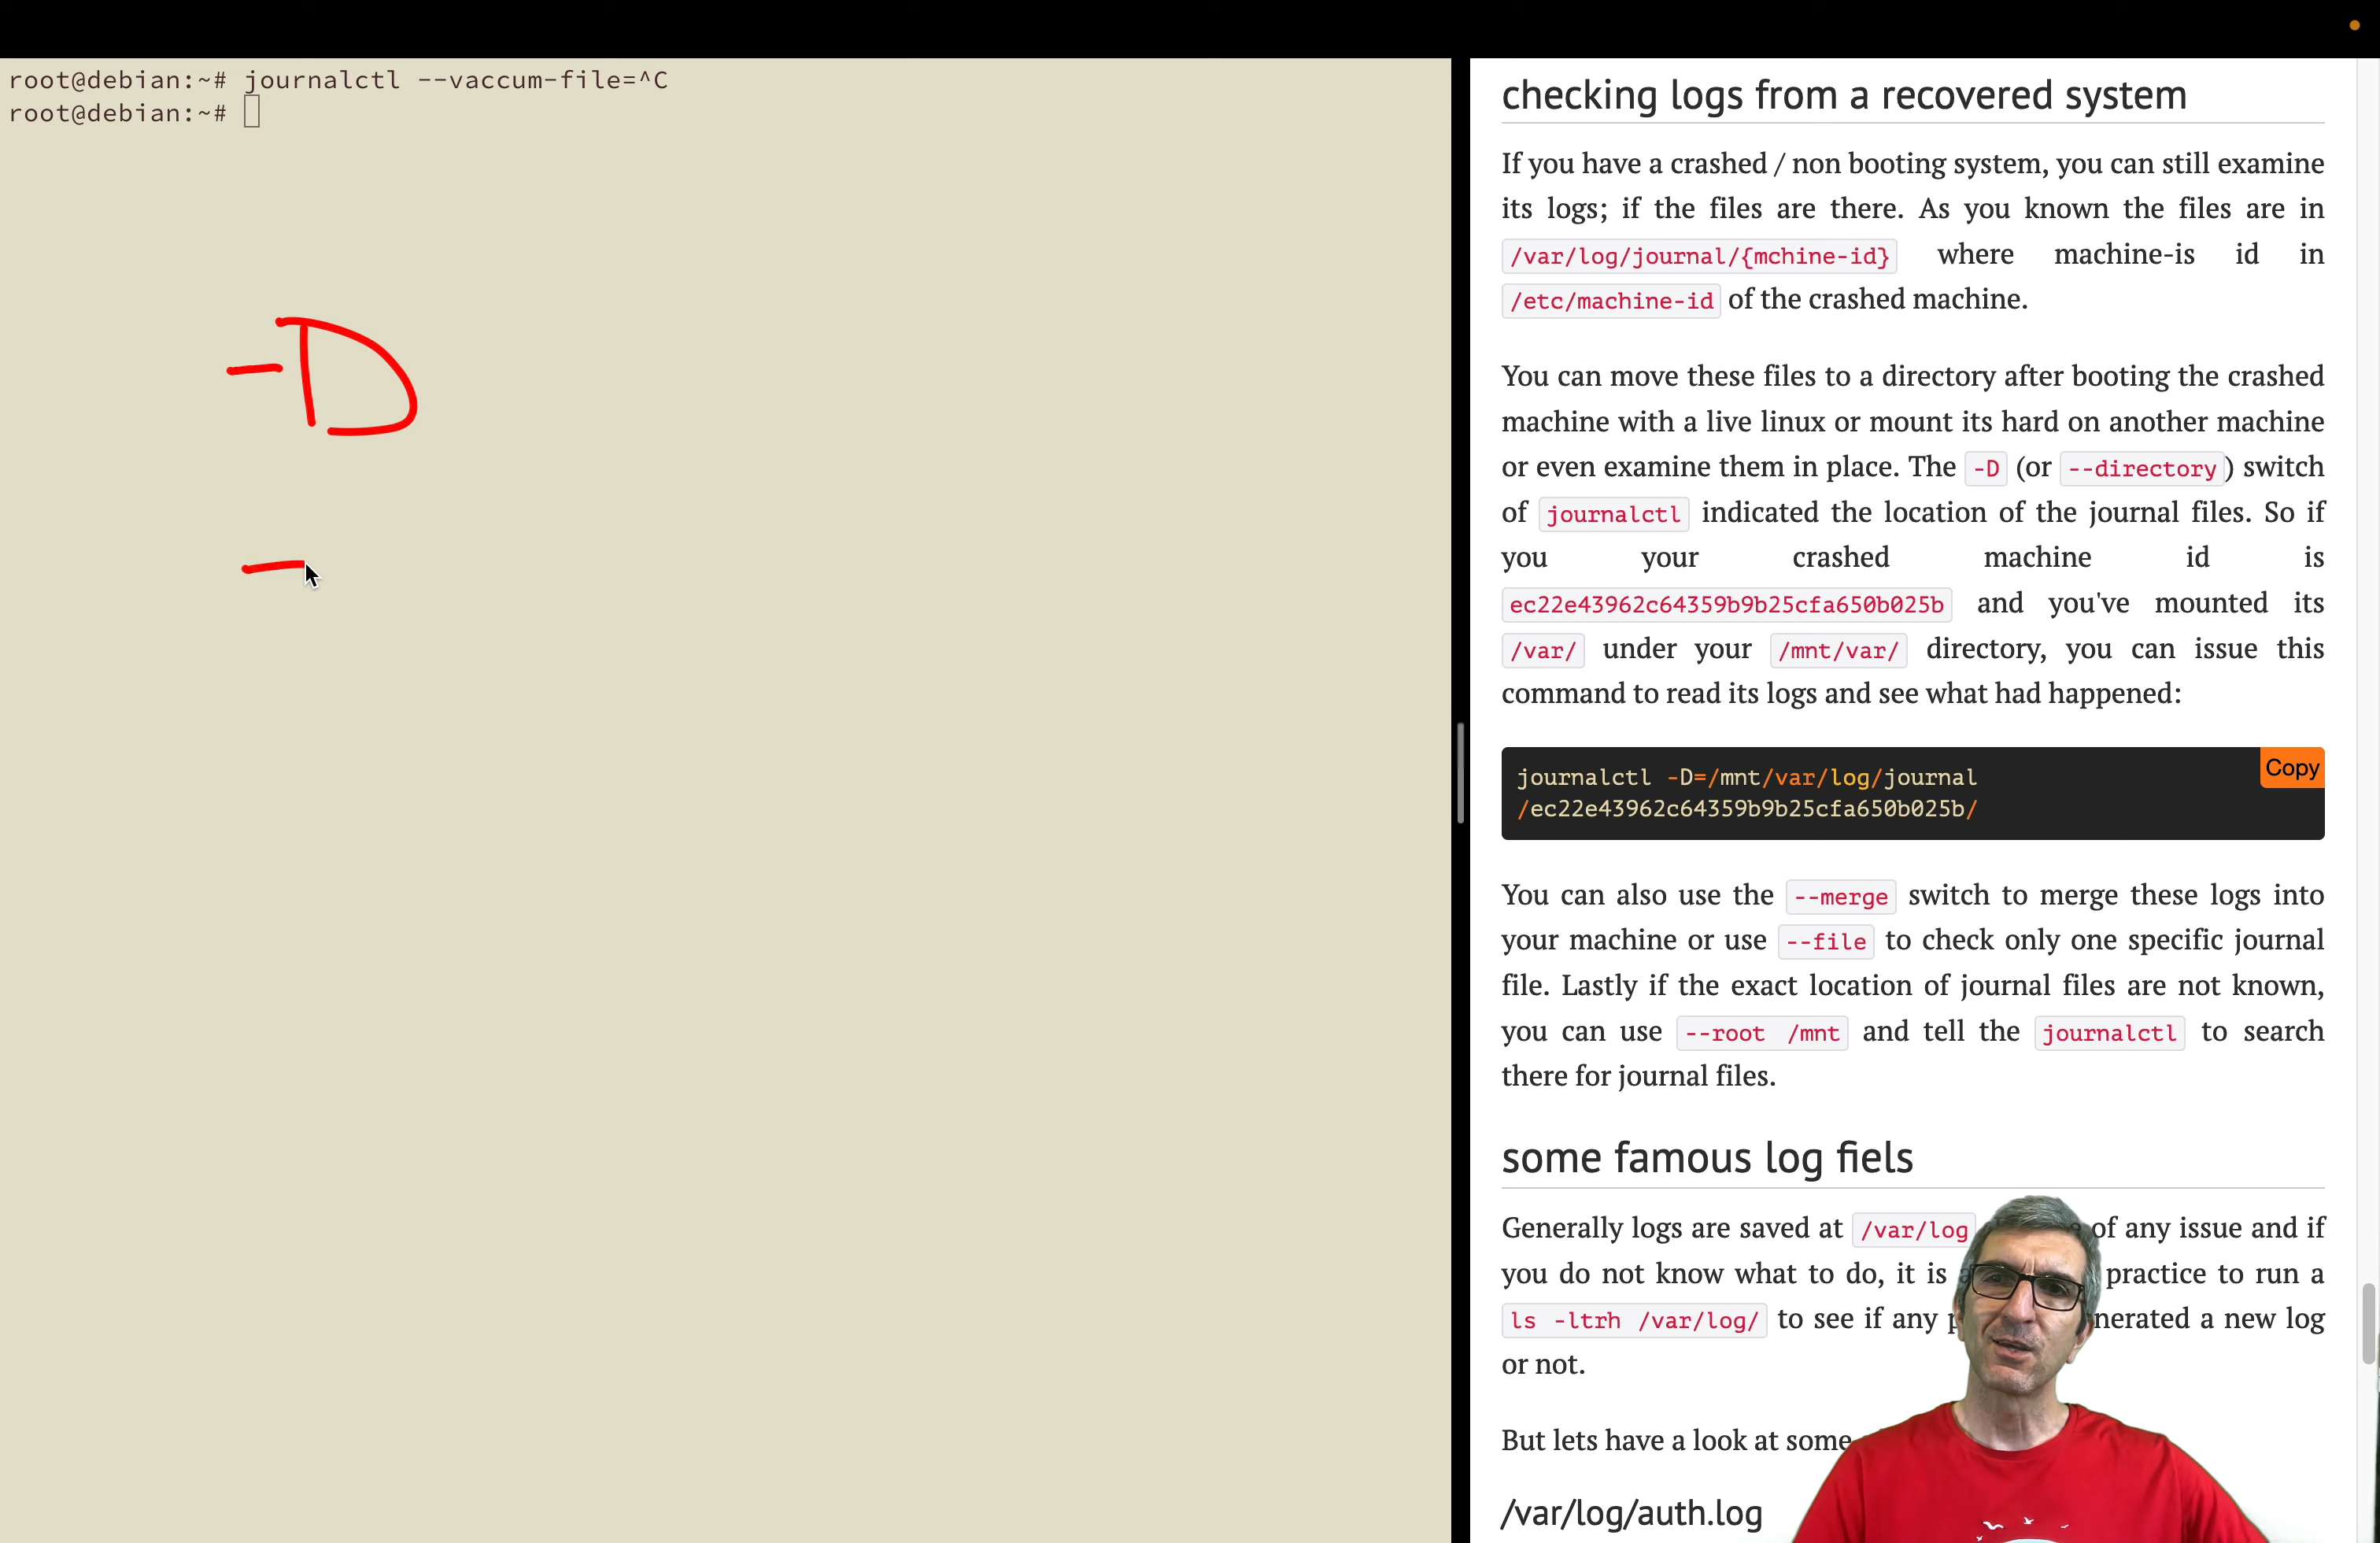 root@debian:~# journalctl --vaccum-file=^C
root@debian:~#
-D
checking logs from a recovered system
If you have a crashed / non booting system, you can still examine
its logs; if the files are there. As you known the files are in
/var/log/journal/{mchine-id} where machine-is id in
/etc/machine-id of the crashed machine.
You can move these files to a directory after booting the crashed
machine with a live linux or mount its hard on another machine
or even examine them in place. The -D (or --directory) switch
of journalctl indicated the location of the journal files. So if
you your crashed machine id is
ec22e43962c64359b9b25cfa650b025b and you've mounted its
/var/ under your /mnt/var/ directory, you can issue this
command to read its logs and see what had happened:
Copy
journalctl -D=/mnt/var/log/journal
/ec22e43962c64359b9b25cfa650b025b/
You can also use the --merge switch to merge these logs into
your machine or use --file to check only one specific journal
file. Lastly if the exact location of journal files are not known,
you can use --root /mnt and tell the journalctl to search
there for journal files.
some famous log fiels
Generally logs are saved at /var/log of any issue and if
you do not know what to do, it is practice to run a
ls -ltrh /var/log/ to see if any nerated a new log
or not.
But lets have a look at some
/var/log/auth.log